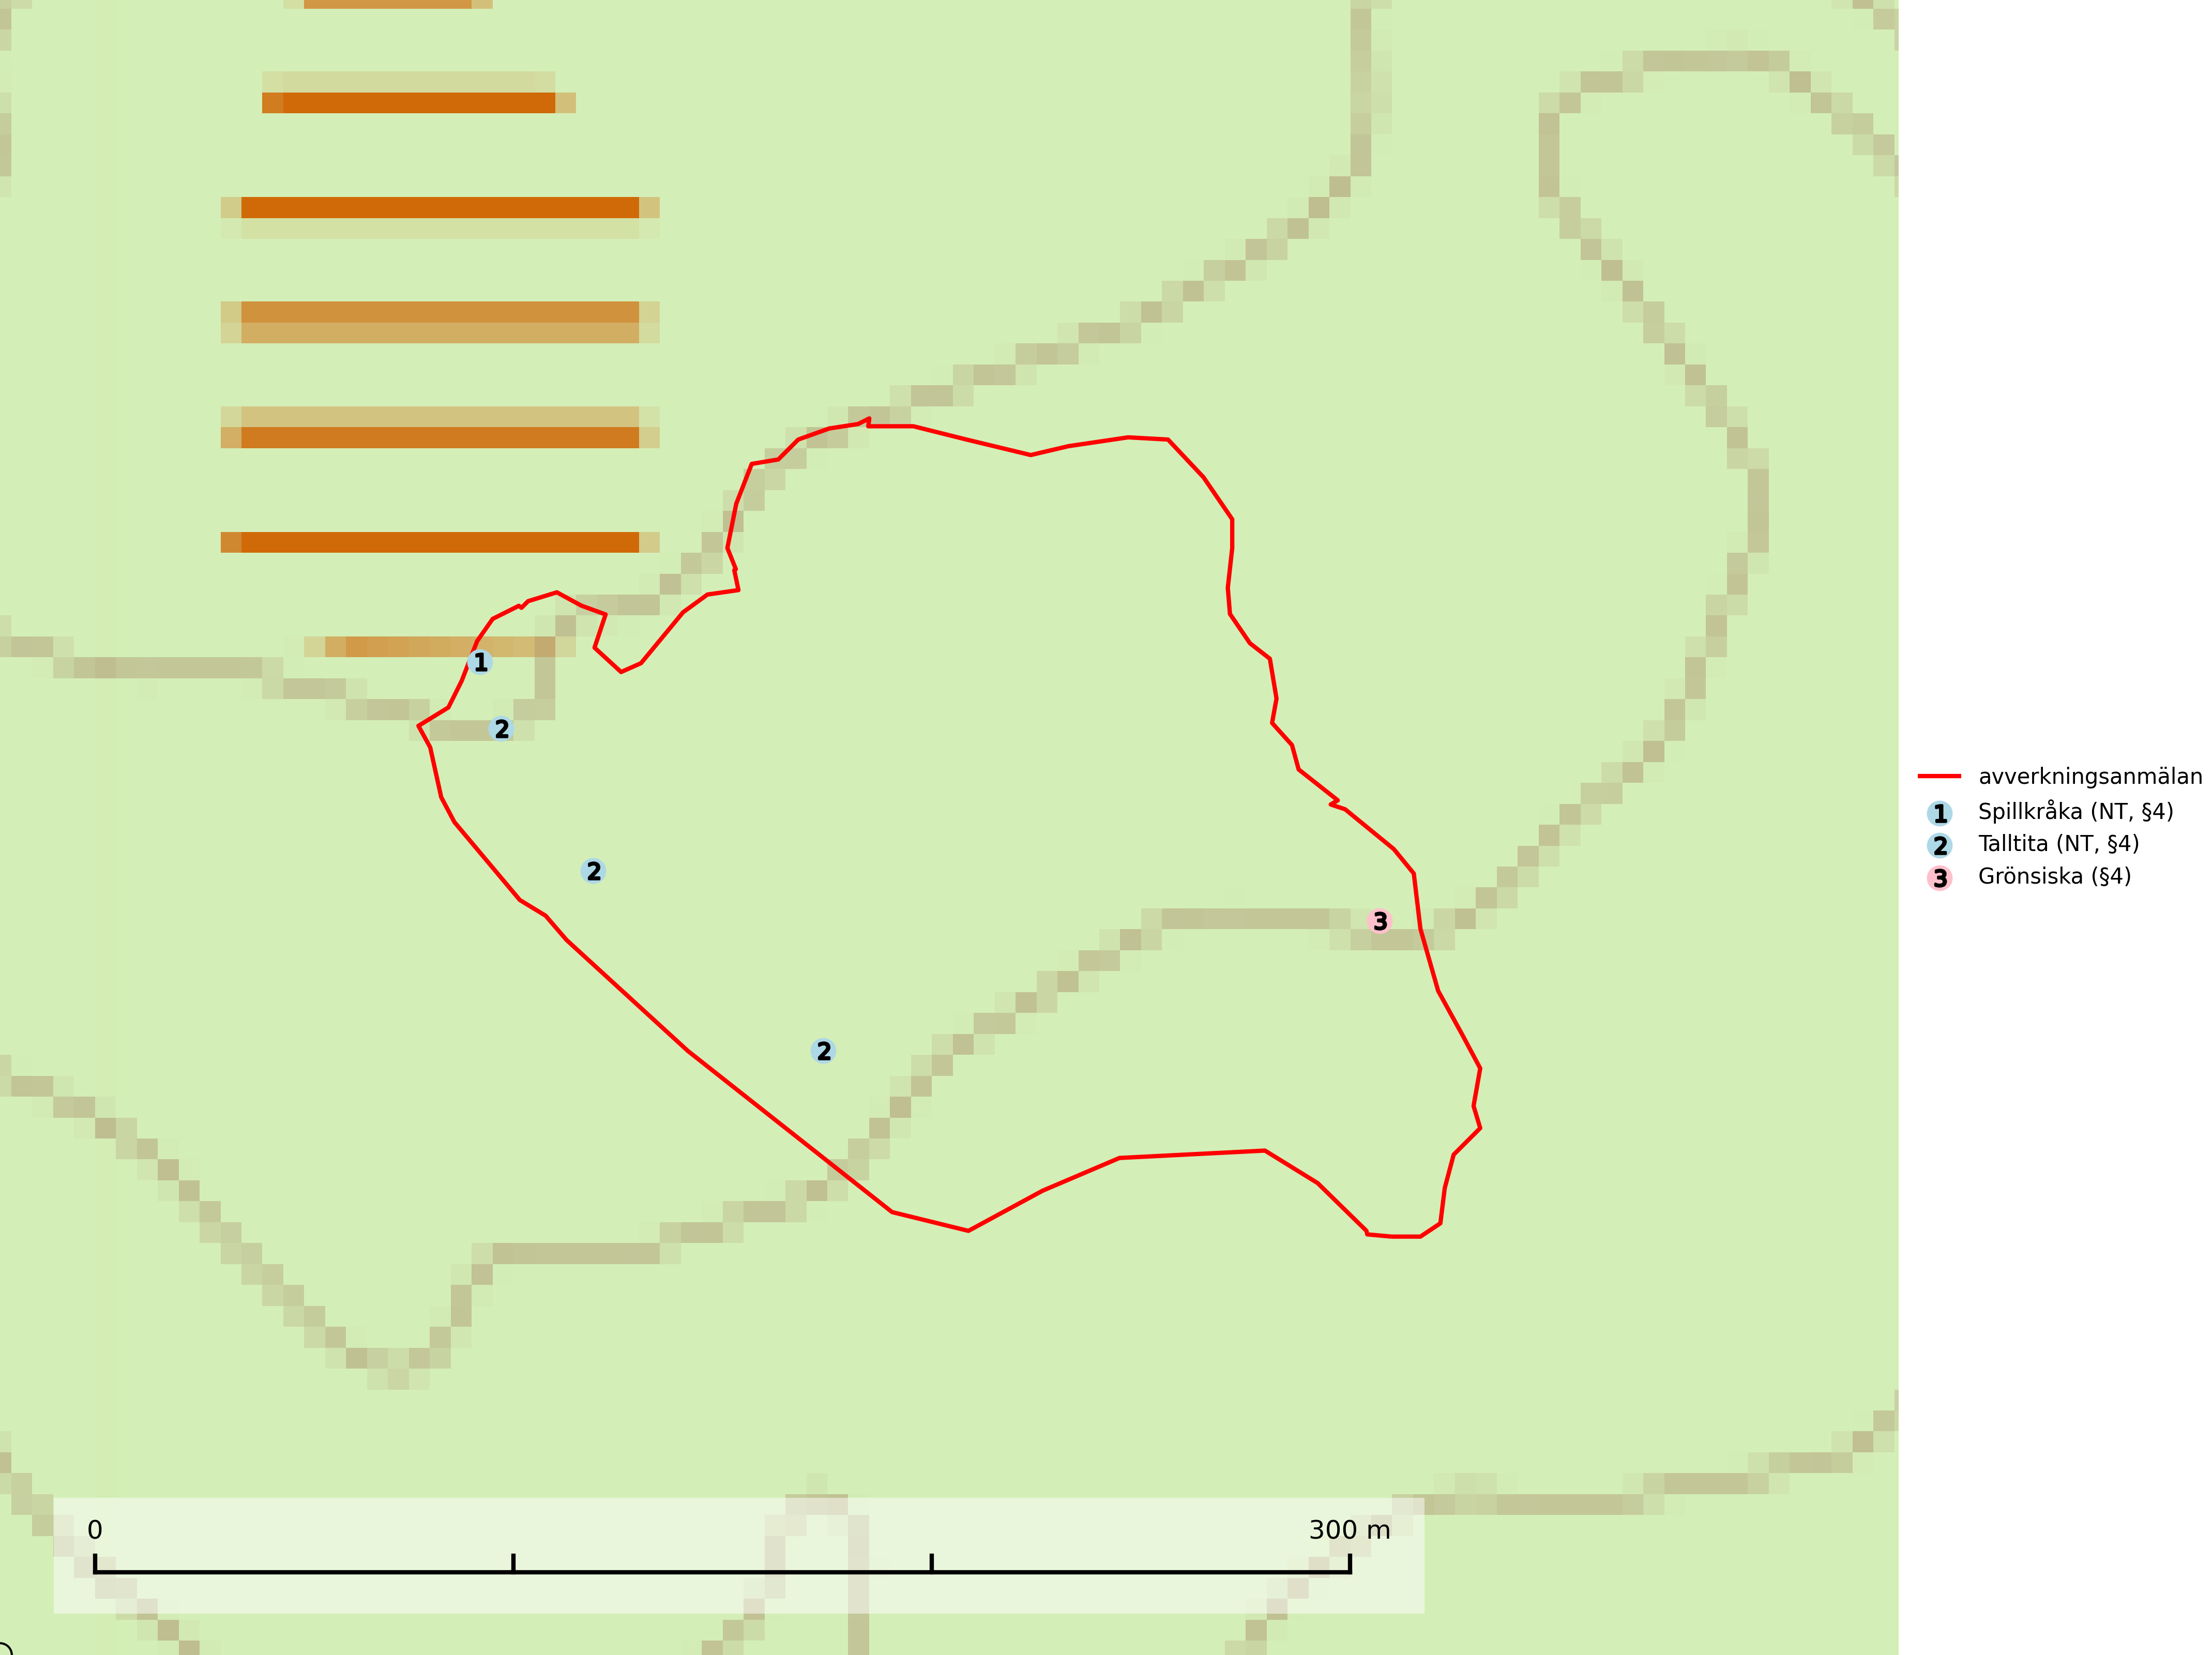 1
2
2
3
2
avverkningsanmälan
1 Spillkråka (NT, §4)
2 Talltita (NT, §4)
3 Grönsiska (§4)
0 300 m